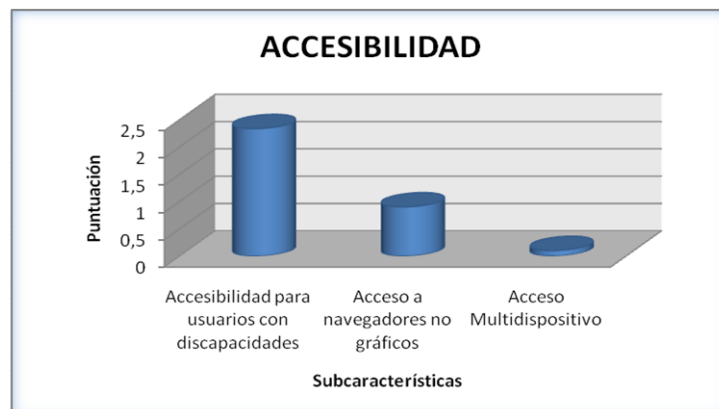 ACCESIBILIDAD
Puntuación
2,5
2
1,5
1
0,5
0
Accesibilidad para
usuarios con
discapacidades
Acceso a
navegadores no
gráficos
Acceso
Multidispositivo
Subcaracterísticas